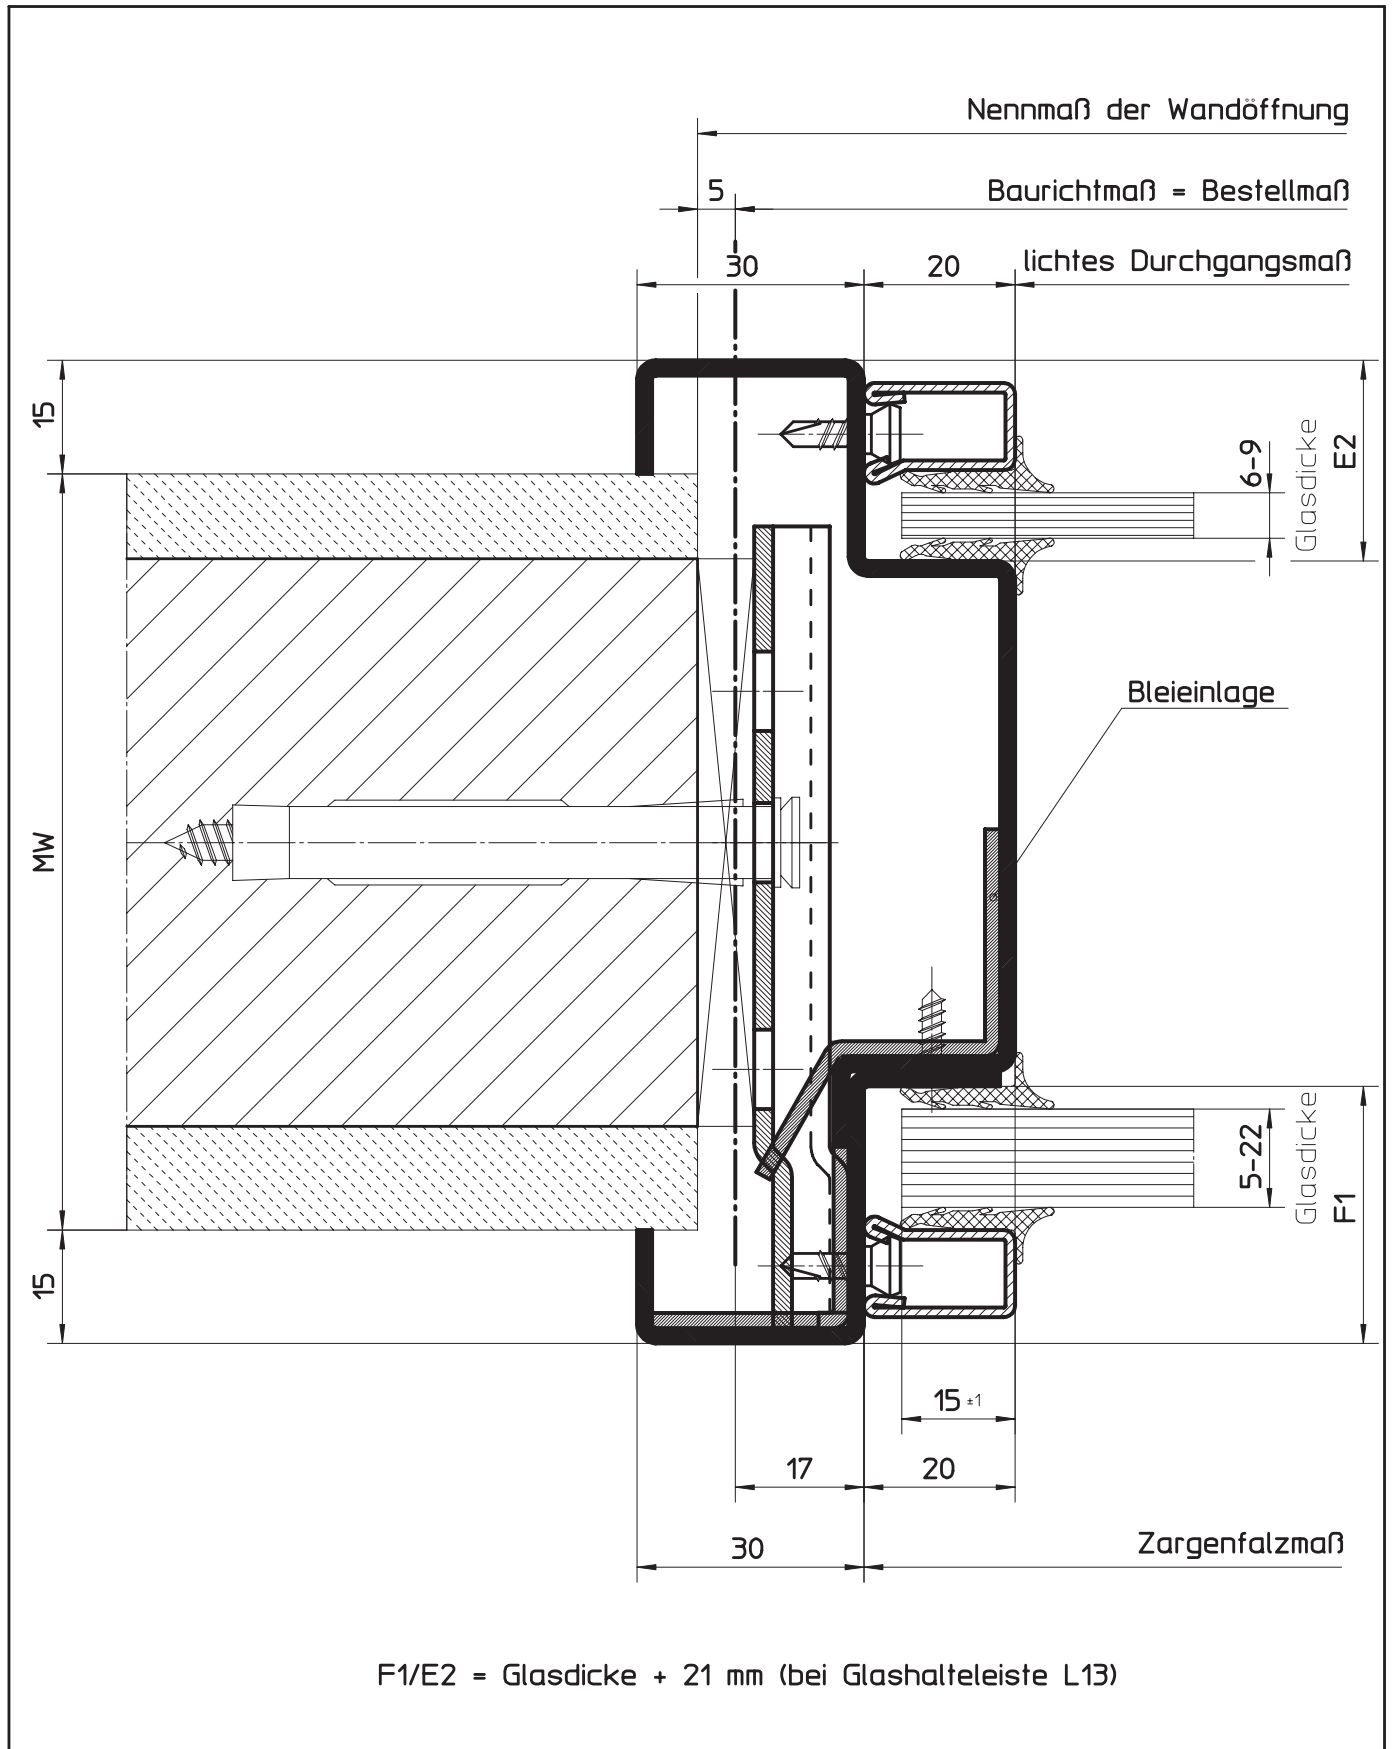 Nennmaß der Wandöffnung
5
Baurichtmaß = Bestellmaß
30
20
lichtes Durchgangsmaß
15
6-9
Glasdicke
E2
Bleieinlage
MW
5-22
Glasdicke
F1
15
15 ±1
17
20
30
Zargenfalzmaß
F1/E2 = Glasdicke + 21 mm (bei Glashalteleiste L13)